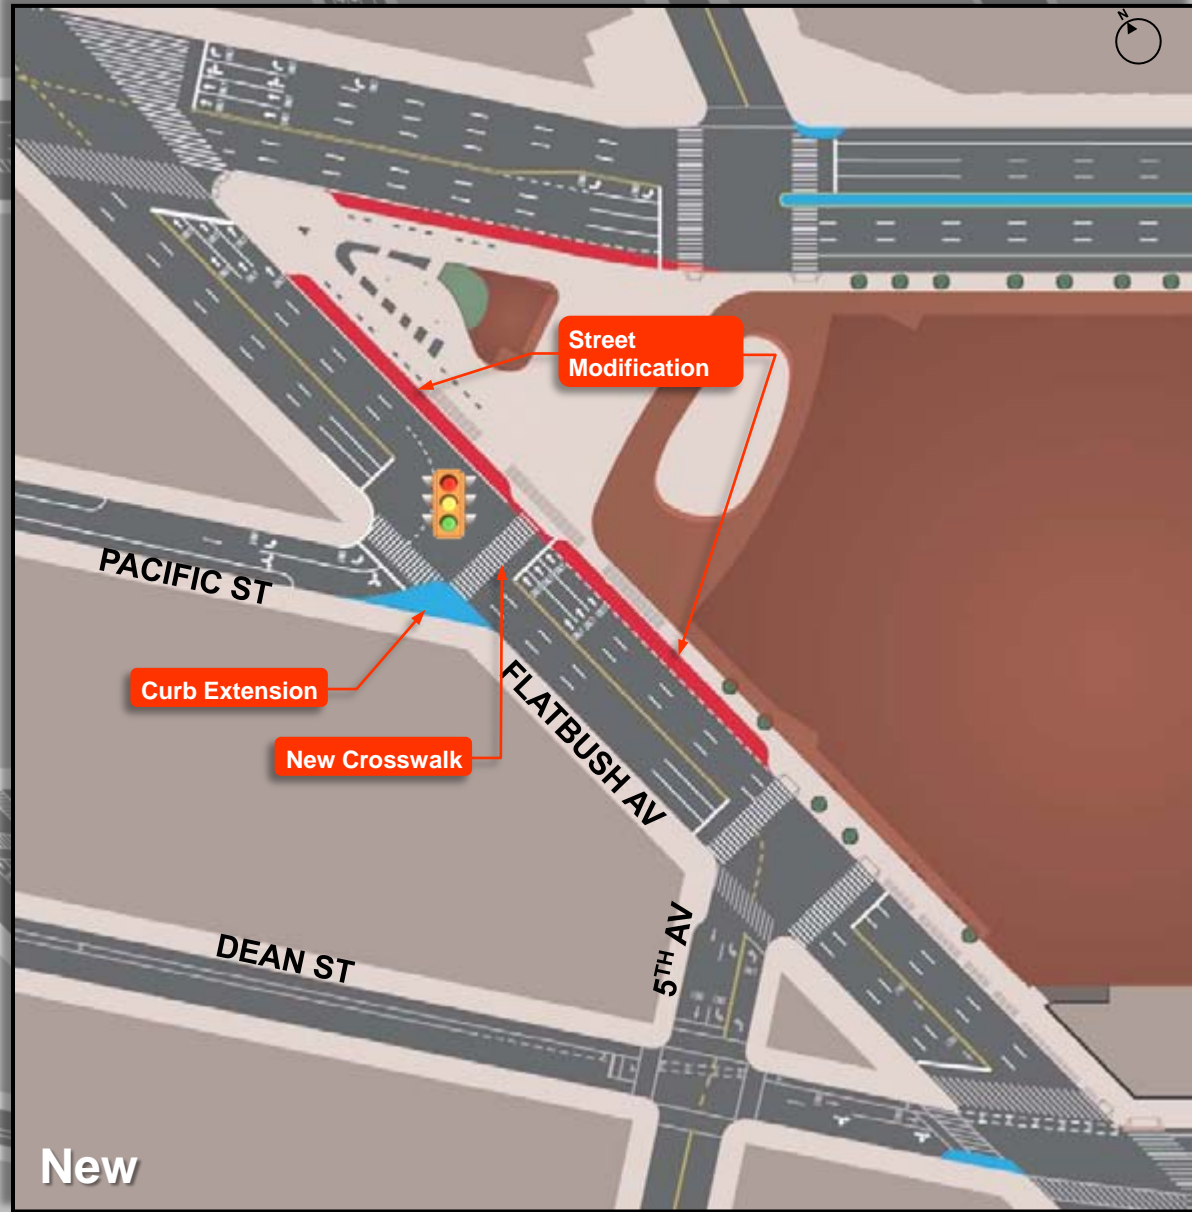 N
Street
Modification
PACIFIC ST
Curb Extension
New Crosswalk
FLATBUSH AV
5TH AV
DEAN ST
New